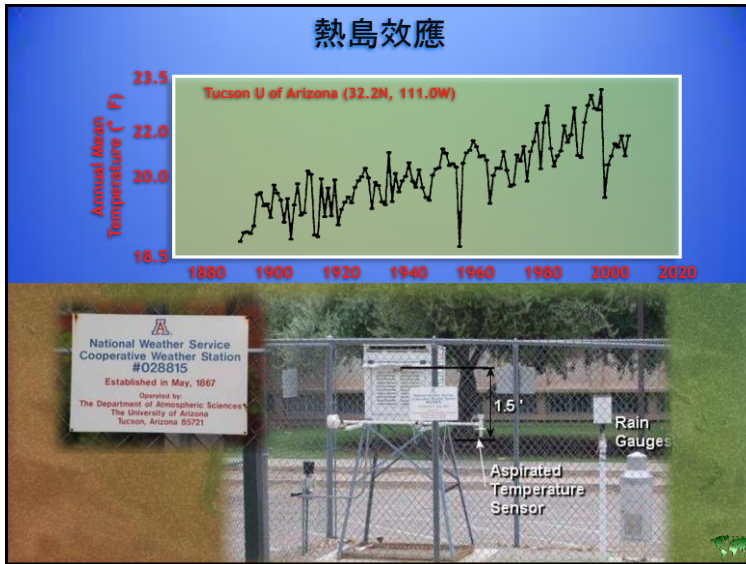 熱島效應
Tucson U of Arizona (32.2N, 111.0W)
Annual Mean
Temperature (° F)
23.5
22.0
20.0
18.5
1880 1900 1920 1940 1960 1980 2000 2020
A
National Weather Service
Cooperative Weather Station
#028815
Established in May, 1867
Operated by:
The Department of Atmospheric Sciences
The University of Arizona
Tucson, Arizona 85721
1.5'
Rain
Gauges
Aspirated
Temperature
Sensor